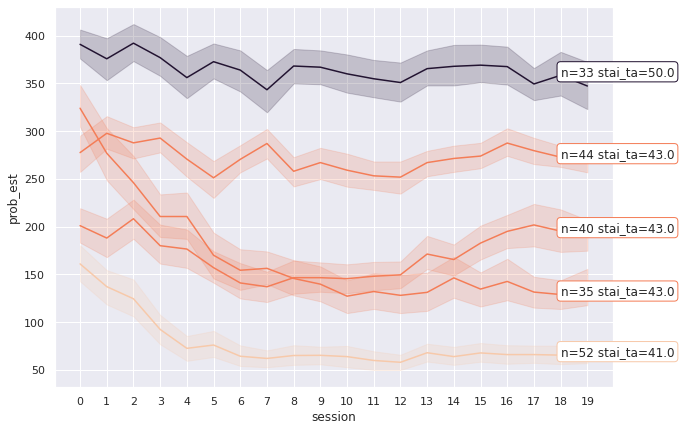 400
350
300
250
200
150
100
50
prob_est
n=33 stai_ta=50.0
n=44 stai_ta=43.0
n=40 stai_ta=43.0
n=35 stai_ta=43.0
n=52 stai_ta=41.0
0 1 2 3 4 5 6 7 8 9 10 11 12 13 14 15 16 17 18 19
session